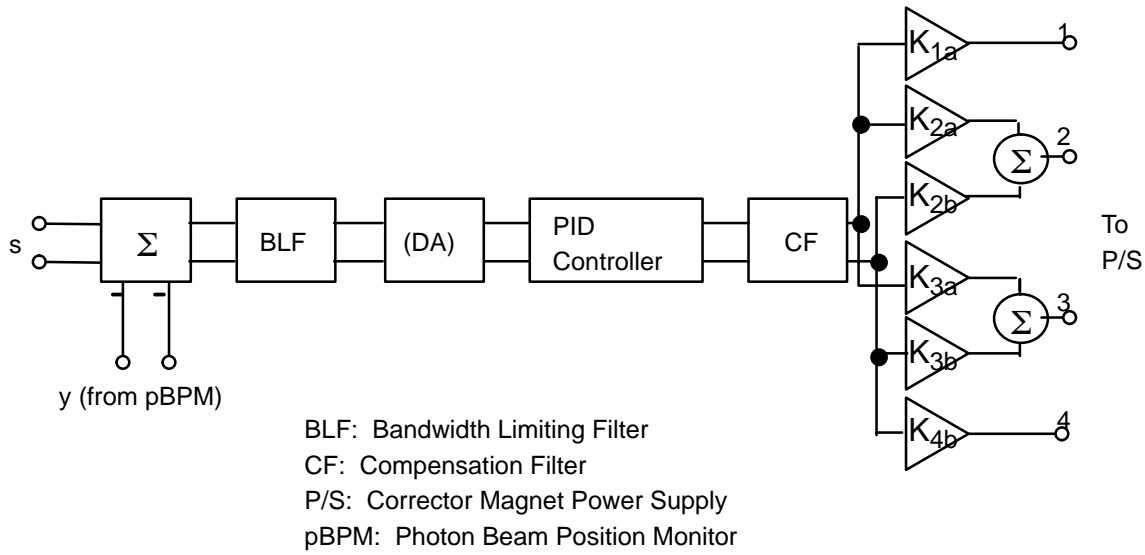 K1a
1
K2a
2
Σ
K2b
s
Σ
BLF
(DA)
PID
Controller
CF
To
P/S
K3a
3
Σ
K3b
y (from pBPM)
K4b
4
BLF: Bandwidth Limiting Filter
CF: Compensation Filter
P/S: Corrector Magnet Power Supply
pBPM: Photon Beam Position Monitor